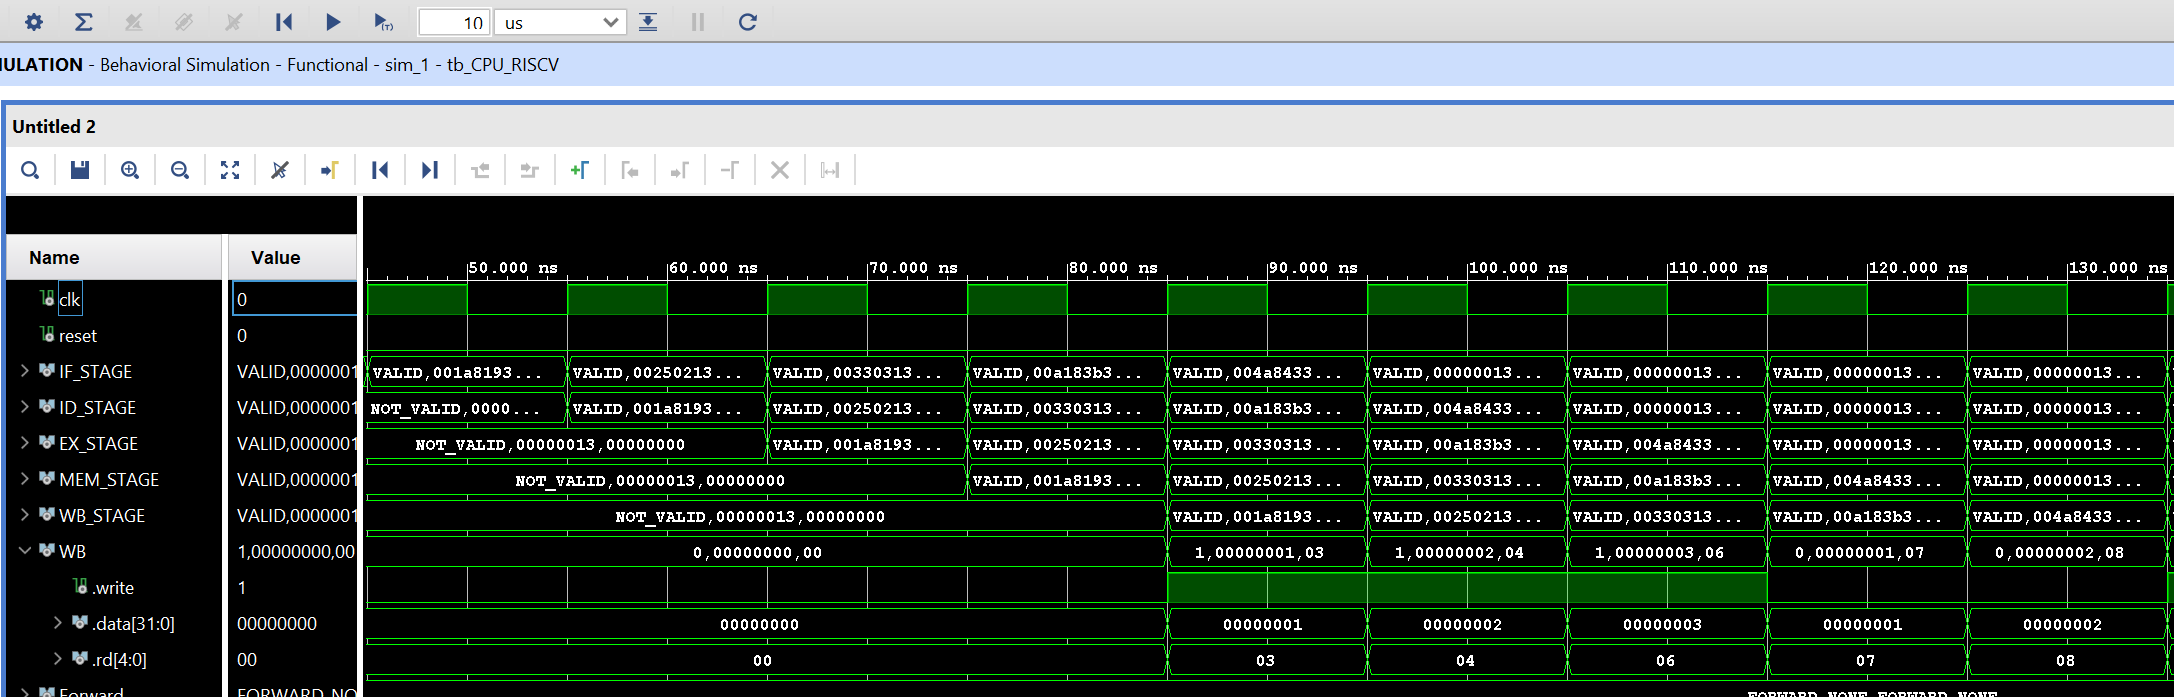 10 us
IULATION - Behavioral Simulation - Functional - sim_1 - tb_CPU_RISCV
Untitled 2
50.000 ns 60.000 ns 70.000 ns 80.000 ns 90.000 ns 100.000 ns 110.000 ns 120.000 ns 130.000 ns
Name Value
clk 0
reset 0
IF_STAGE VALID,0000001 VALID,001a8193... VALID,00250213... VALID,00330313... VALID,00a183b3... VALID,004a8433... VALID,00000013... VALID,00000013... VALID,00000013... VALID,00000013...
ID_STAGE VALID,0000001 NOT_VALID,0000... VALID,001a8193... VALID,00250213... VALID,00330313... VALID,00a183b3... VALID,004a8433... VALID,00000013... VALID,00000013... VALID,00000013...
EX_STAGE VALID,0000001 NOT_VALID,00000013,00000000 VALID,001a8193... VALID,00250213... VALID,00330313... VALID,00a183b3... VALID,004a8433... VALID,00000013... VALID,00000013...
MEM_STAGE VALID,0000001 NOT_VALID,00000013,00000000 VALID,001a8193... VALID,00250213... VALID,00330313... VALID,00a183b3... VALID,004a8433... VALID,00000013...
WB_STAGE VALID,0000001 NOT_VALID,00000013,00000000 VALID,001a8193... VALID,00250213... VALID,00330313... VALID,00a183b3... VALID,004a8433...
WB 1,00000000,00 0,00000000,00 1,00000001,03 1,00000002,04 1,00000003,06 0,00000001,07 0,00000002,08
.write 1
.data[31:0] 00000000 00000000 00000001 00000002 00000003 00000001 00000002
.rd[4:0] 00 00 03 04 06 07 08
Forward FORWARD_NO FORWARD_NONE,FORWARD_NONE